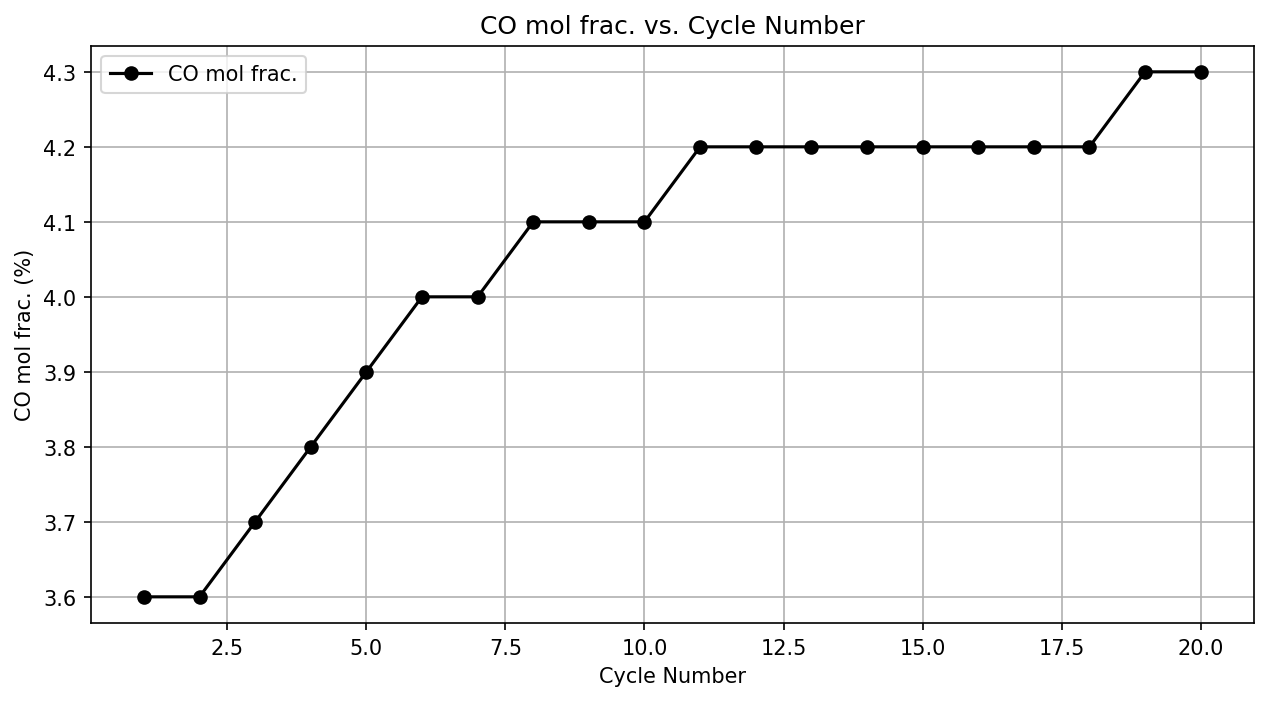 CO mol frac. vs. Cycle Number
CO mol frac.
CO mol frac. (%)
4.3
4.2
4.1
4.0
3.9
3.8
3.7
3.6
2.5 5.0 7.5 10.0 12.5 15.0 17.5 20.0
Cycle Number